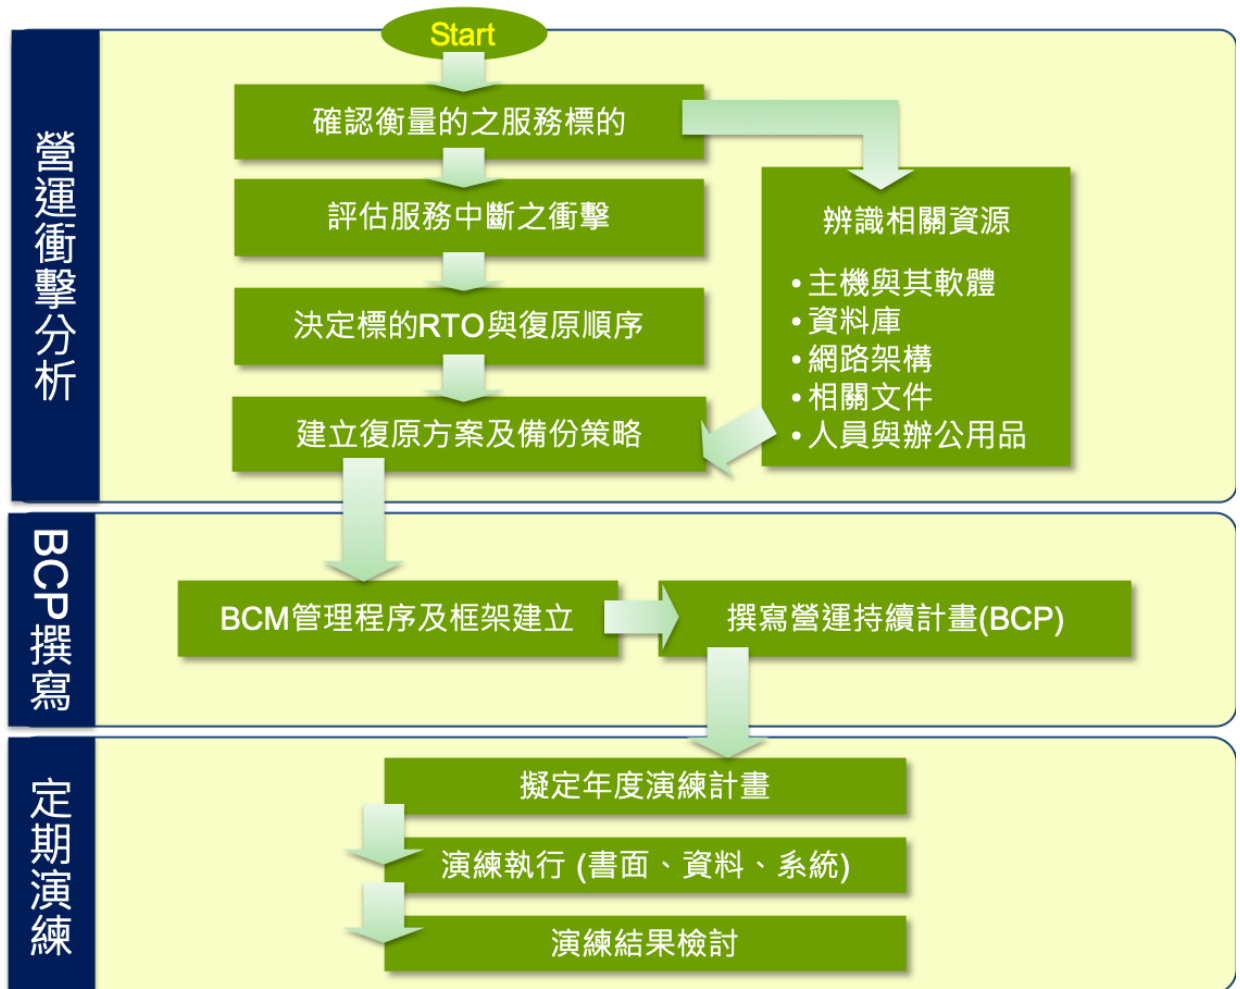 Start
營運衝擊分析
確認衡量的之服務標的
評估服務中斷之衝擊
決定標的RTO與復原順序
建立復原方案及備份策略
辨識相關資源
•主機與其軟體
•資料庫
•網路架構
•相關文件
•人員與辦公用品
BCP撰寫
BCM管理程序及框架建立
撰寫營運持續計畫(BCP)
定期演練
擬定年度演練計畫
演練執行 (書面、資料、系統)
演練結果檢討